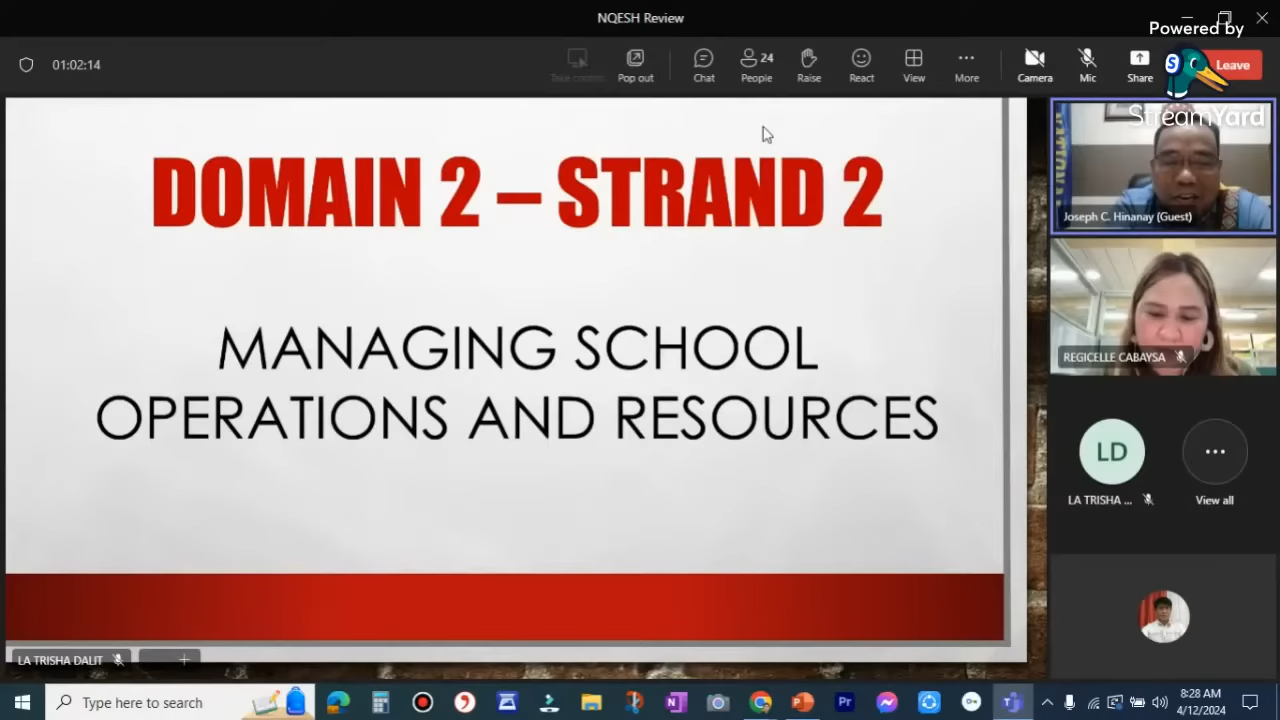 NQESH Review
Powered by
StreamYard
01:02:14
Take control
Pop out
Chat
24
People
Raise
React
View
More
Camera
Mic
Share
Leave
DOMAIN 2 – STRAND 2
MANAGING SCHOOL
OPERATIONS AND RESOURCES
Joseph C. Hinanay (Guest)
REGICELLE CABAYSA
LD
LA TRISHA ...
View all
LA TRISHA DALIT
Type here to search
8:28 AM
4/12/2024